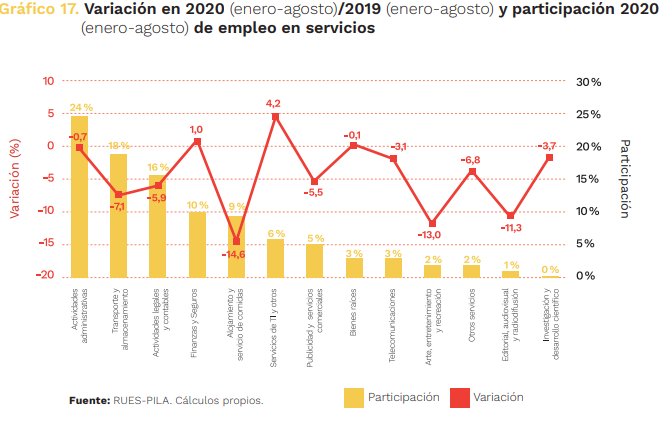 Gráfico 17. Variación en 2020 (enero-agosto)/2019 (enero-agosto) y participación 2020
(enero-agosto) de empleo en servicios
Variación (%)
10
5
0
-5
-10
-15
-20
Participación
30%
25%
20%
15%
10%
5%
0%
24%
18%
16%
10%
9%
6%
5%
3%
3%
2%
2%
1%
0%
-0,7
-7,1
-5,9
1,0
-14,6
4,2
-5,5
-0,1
-3,1
-13,0
-6,8
-11,3
-3,7
Actividades
administrativas
Transporte y
almacenamiento
Actividades legales
y contables
Finanzas y Seguros
Alojamiento y
servicio de comidas
Servicios de TI y otros
Publicidad y servicios
comerciales
Bienes raíces
Telecomunicaciones
Arte, entretenimiento
y recreación
Otros servicios
Editorial, audiovisual
y radiodifusión
Investigación y
desarrollo científico
Fuente: RUES-PILA. Cálculos propios.
Participación
Variación